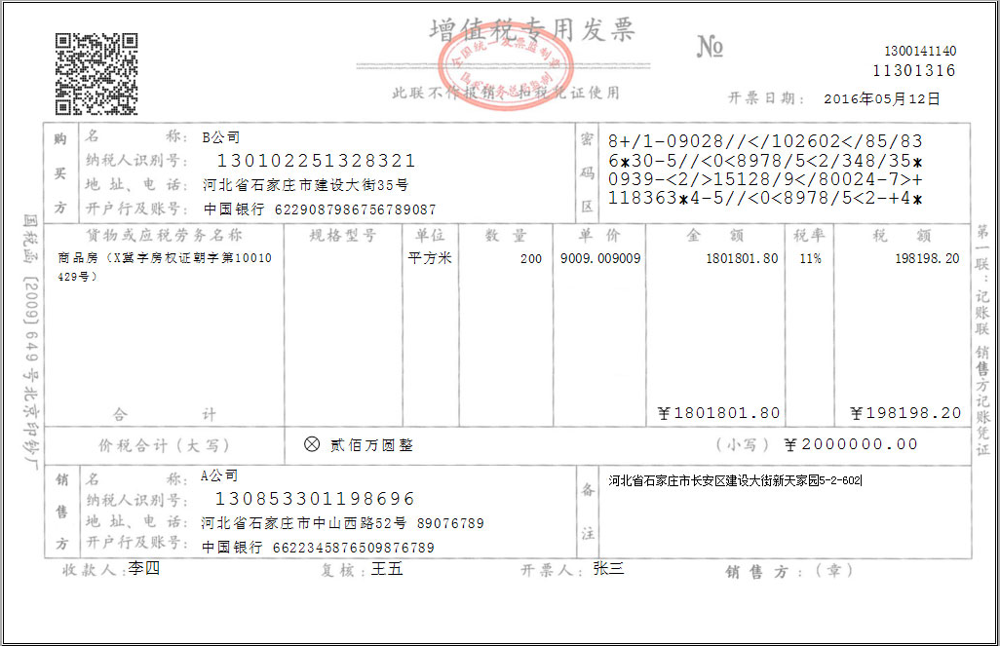 增值税专用发票
全国统一发票监制章
国家税务总局监制
No
1300141140
11301316
此联不作报销、扣税凭证使用
开票日期：
2016年05月12日
购买方
名称：B公司
纳税人识别号：130102251328321
地址、电话：河北省石家庄市建设大街35号
开户行及账号：中国银行 6229087986756789087
密码区
8+/1-09028//</102602</85/83
6*30-5//<0<8978/5<2/348/35*
0939-<2/>15128/9</80024-7>+
118363*4-5//<0<8978/5<2-+4*
货物或应税劳务名称 规格型号 单位 数量 单价 金额 税率 税额
商品房（X冀字房权证朝字第10010 平方米 200 9009.009009 1801801.80 11% 198198.20
429号）
合计 ￥1801801.80 ￥198198.20
价税合计（大写） ⊗ 贰佰万圆整 （小写）￥2000000.00
销售方
名称：A公司
纳税人识别号：130853301198696
地址、电话：河北省石家庄市中山西路52号 89076789
开户行及账号：中国银行 6622345876509876789
备注
河北省石家庄市长安区建设大街新天家园5-2-602
收款人：李四 复核：王五 开票人：张三 销售方：（章）
国税函〔2009〕649号北京印钞厂
第一联：记账联 销售方记账凭证